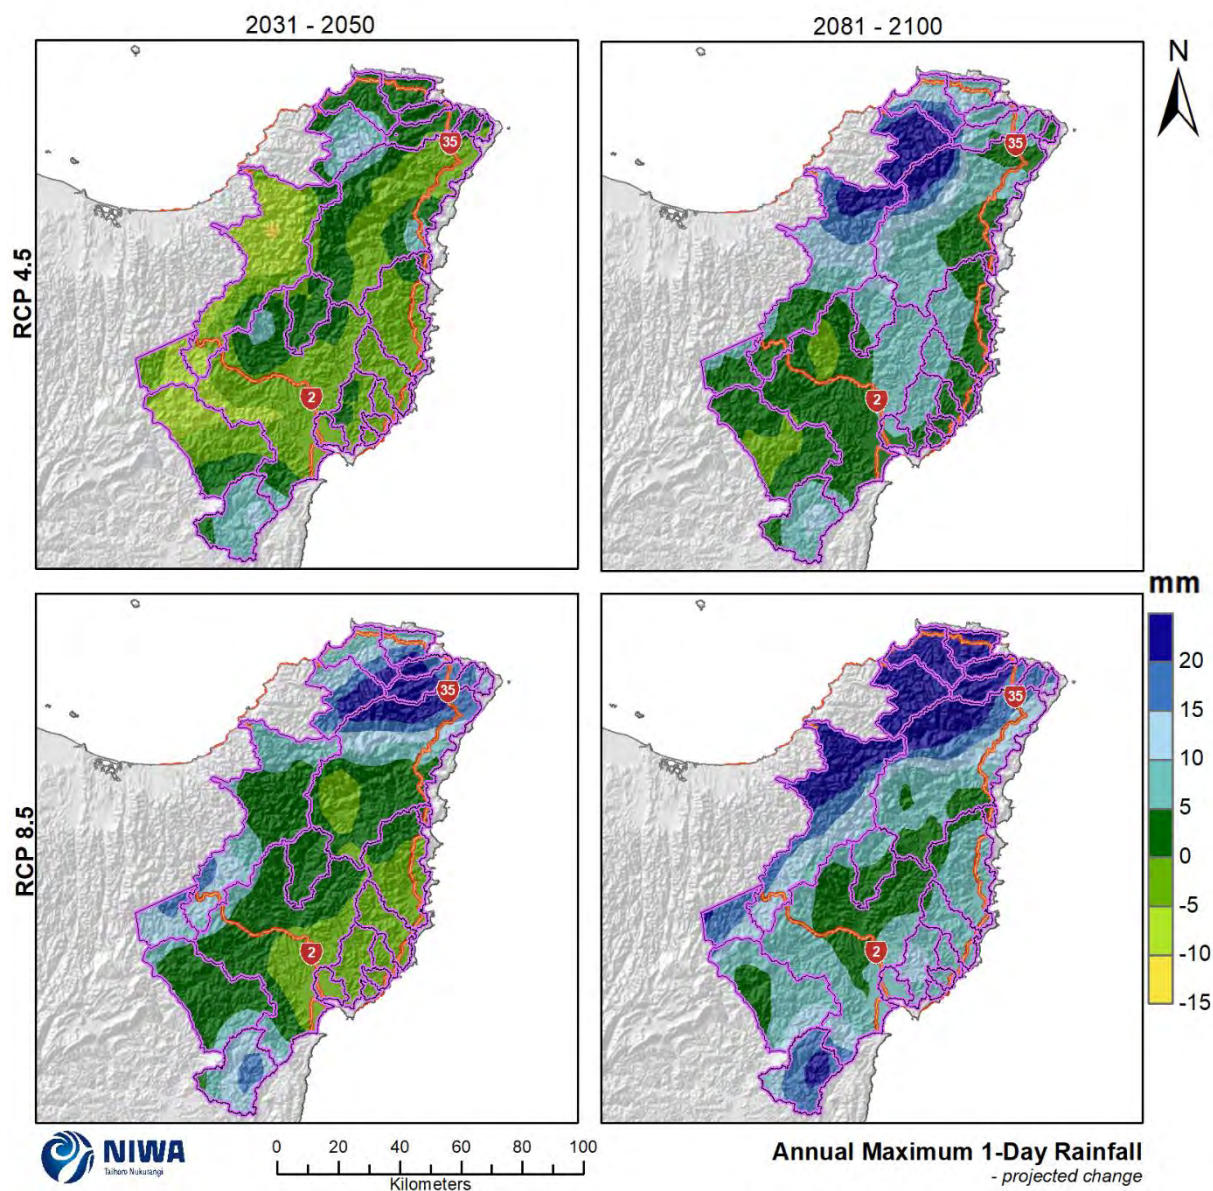 2031 - 2050
2081 - 2100
N
RCP 4.5
35
2
35
2
RCP 8.5
35
2
35
2
mm
20
15
10
5
0
-5
-10
-15
NIWA
Taihoro Nukurangi
0 20 40 60 80 100
Kilometers
Annual Maximum 1-Day Rainfall
- projected change